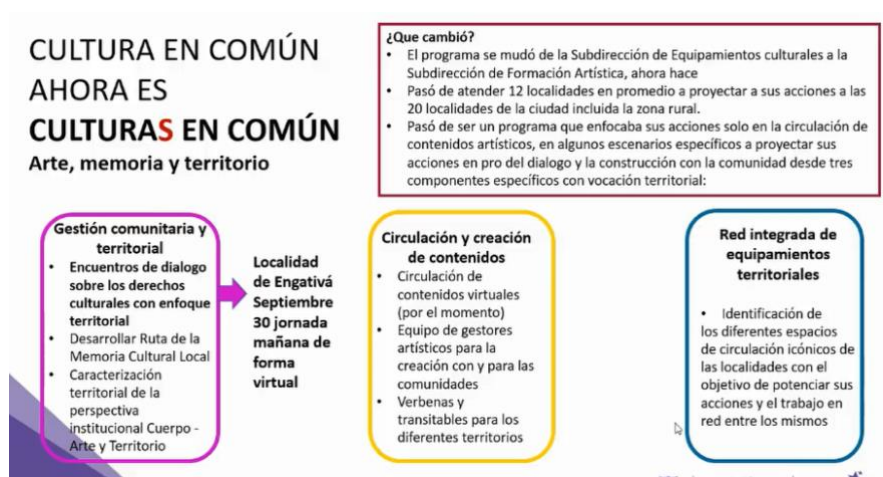 CULTURA EN COMÚN
AHORA ES
CULTURAS EN COMÚN
Arte, memoria y territorio
¿Que cambió?
• El programa se mudó de la Subdirección de Equipamientos culturales a la
Subdirección de Formación Artística, ahora hace
• Pasó de atender 12 localidades en promedio a proyectar a sus acciones a las
20 localidades de la ciudad incluida la zona rural.
• Pasó de ser un programa que enfocaba sus acciones solo en la circulación de
contenidos artísticos, en algunos escenarios específicos a proyectar sus
acciones en pro del dialogo y la construcción con la comunidad desde tres
componentes específicos con vocación territorial:
Gestión comunitaria y
territorial
• Encuentros de dialogo
sobre los derechos
culturales con enfoque
territorial
• Desarrollar Ruta de la
Memoria Cultural Local
• Caracterización
territorial de la
perspectiva
institucional Cuerpo -
Arte y Territorio
Localidad
de Engativá
Septiembre
30 jornada
mañana de
forma
virtual
Circulación y creación
de contenidos
• Circulación de
contenidos virtuales
(por el momento)
• Equipo de gestores
artísticos para la
creación con y para las
comunidades
• Verbenas y
transitables para los
diferentes territorios
Red integrada de
equipamientos
territoriales
• Identificación de
los diferentes espacios
de circulación icónicos de
las localidades con el
objetivo de potenciar sus
acciones y el trabajo en
red entre los mismos